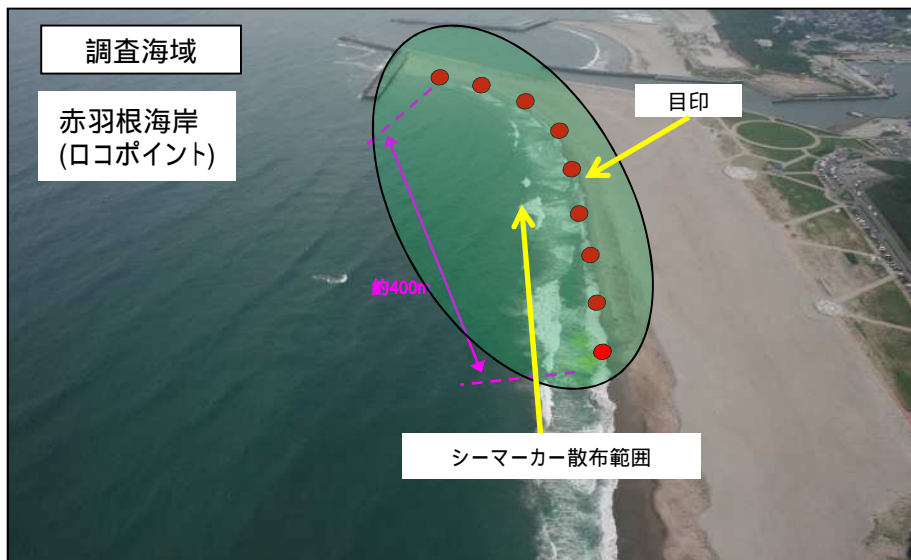 調査海域
赤羽根海岸
(ロコポイント)
目印
約400m
シーマーカー散布範囲